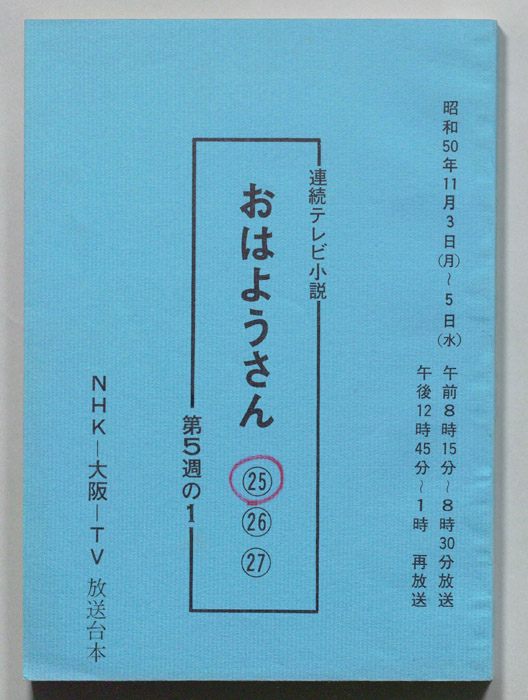 昭和50年11月3日(月)~5日(水)
午前8時15分~8時30分放送
午後12時45分~1時 再放送
連続テレビ小説
おはようさん ㉕ ㉖ ㉗
第5週の1
NHK-大阪-TV 放送台本